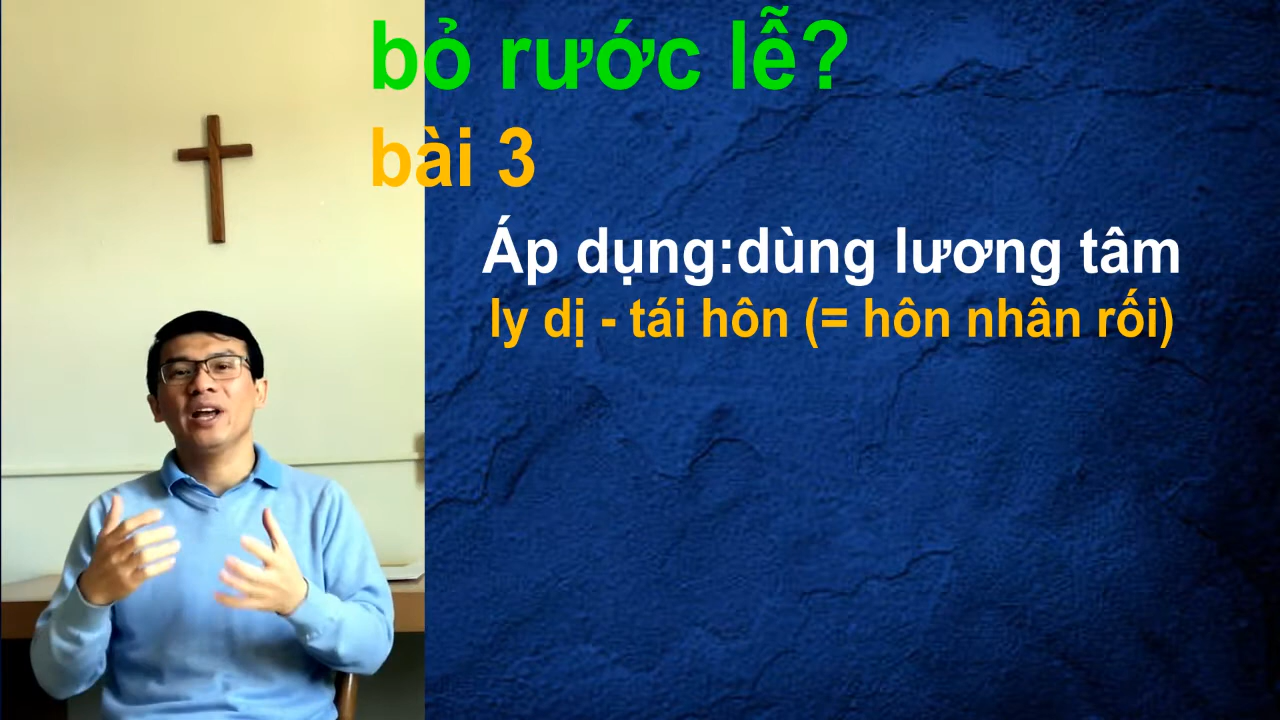 bỏ rước lễ?
bài 3
Áp dụng:dùng lương tâm
ly dị - tái hôn (= hôn nhân rối)